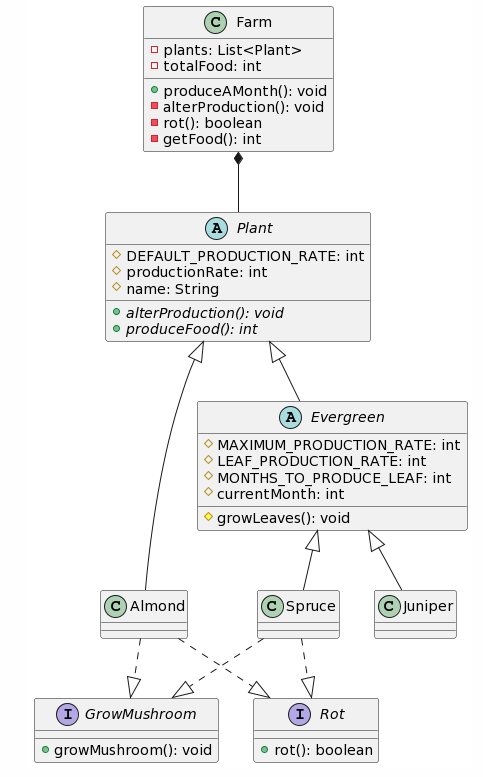 C Farm
plants: List<Plant>
totalFood: int
produceAMonth(): void
alterProduction(): void
rot(): boolean
getFood(): int
A Plant
DEFAULT_PRODUCTION_RATE: int
productionRate: int
name: String
alterProduction(): void
produceFood(): int
A Evergreen
MAXIMUM_PRODUCTION_RATE: int
LEAF_PRODUCTION_RATE: int
MONTHS_TO_PRODUCE_LEAF: int
currentMonth: int
growLeaves(): void
C Almond
C Spruce
C Juniper
I GrowMushroom
growMushroom(): void
I Rot
rot(): boolean